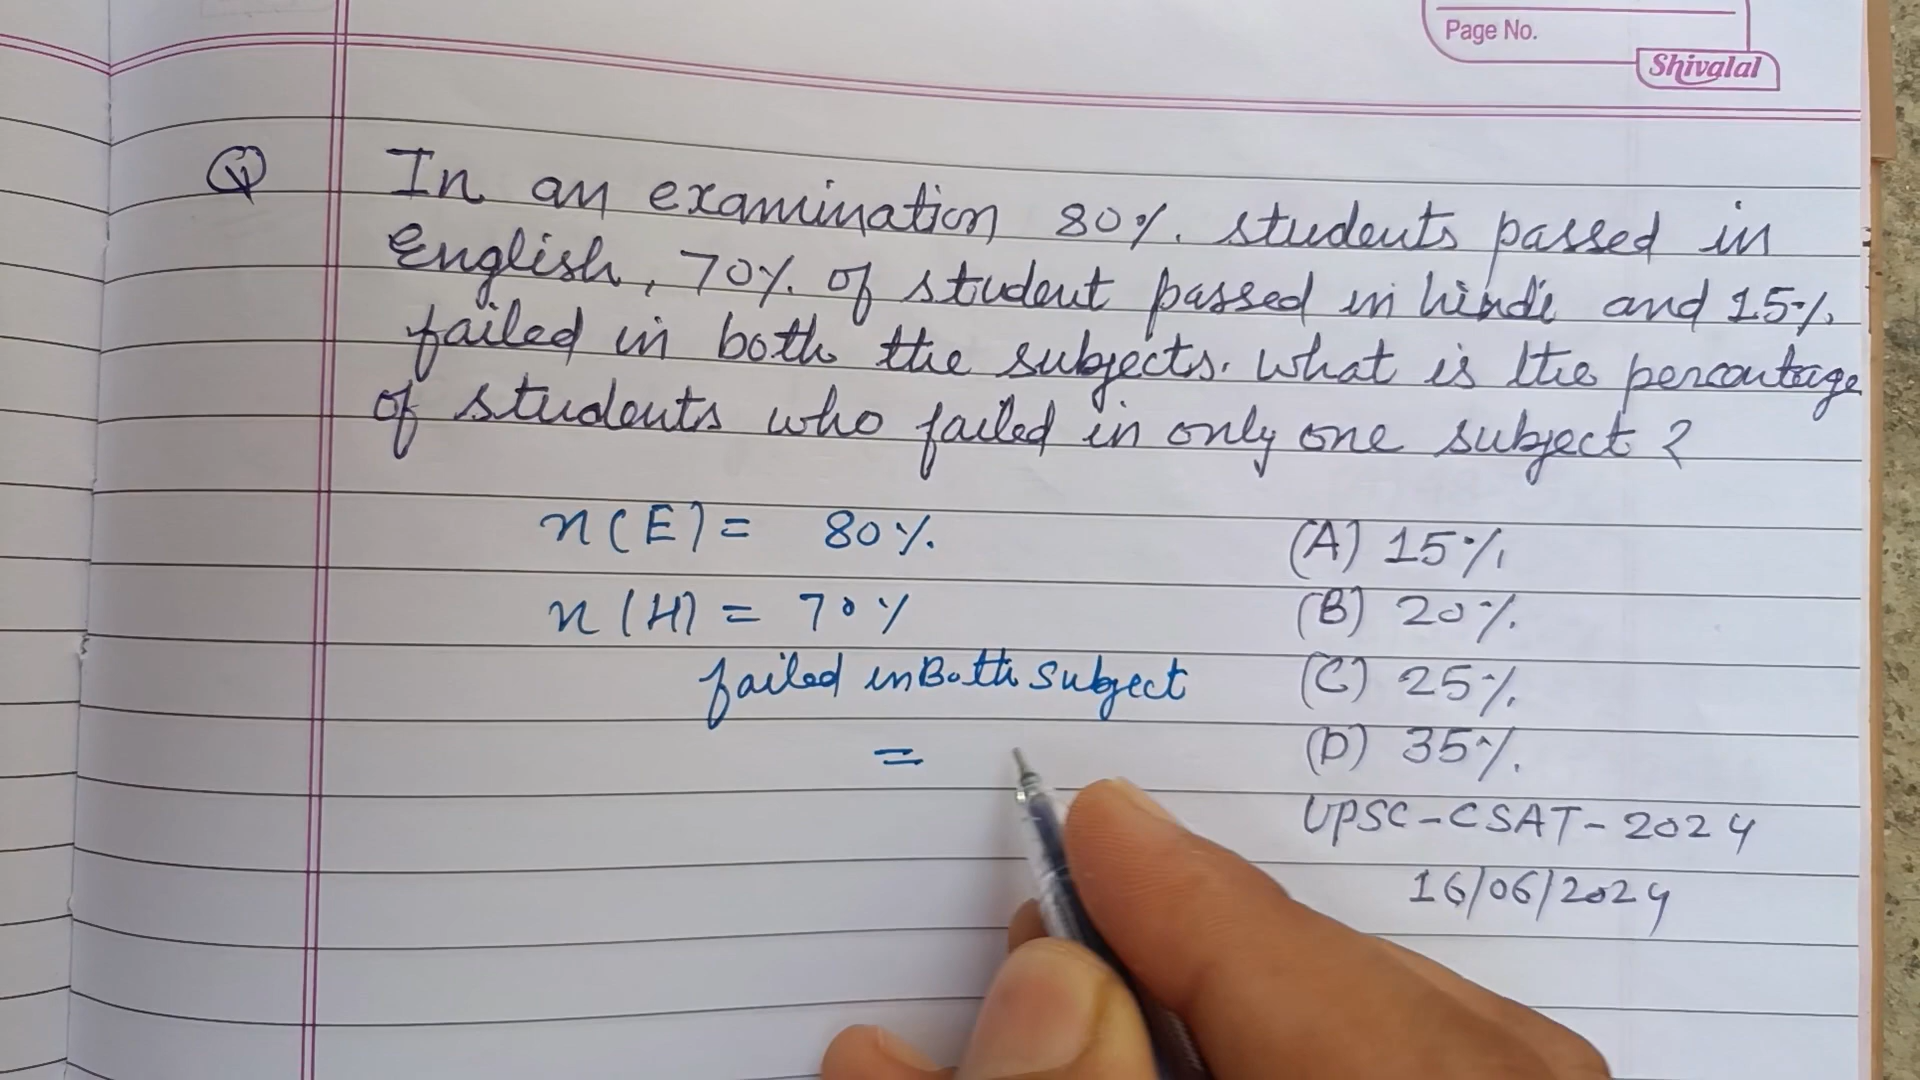 Page No.
Shivalal
Q In an examination 80%. students passed in
English, 70%. of student passed in hindi and 15%.
failed in both the subjects. What is the percentage
of students who failed in only one subject ?
n(E) = 80%.
(A) 15%.
n(H) = 70%
(B) 20%.
failed in Both Subject
(C) 25%.
=
(D) 35%.
UPSC-CSAT-2024
16/06/2024